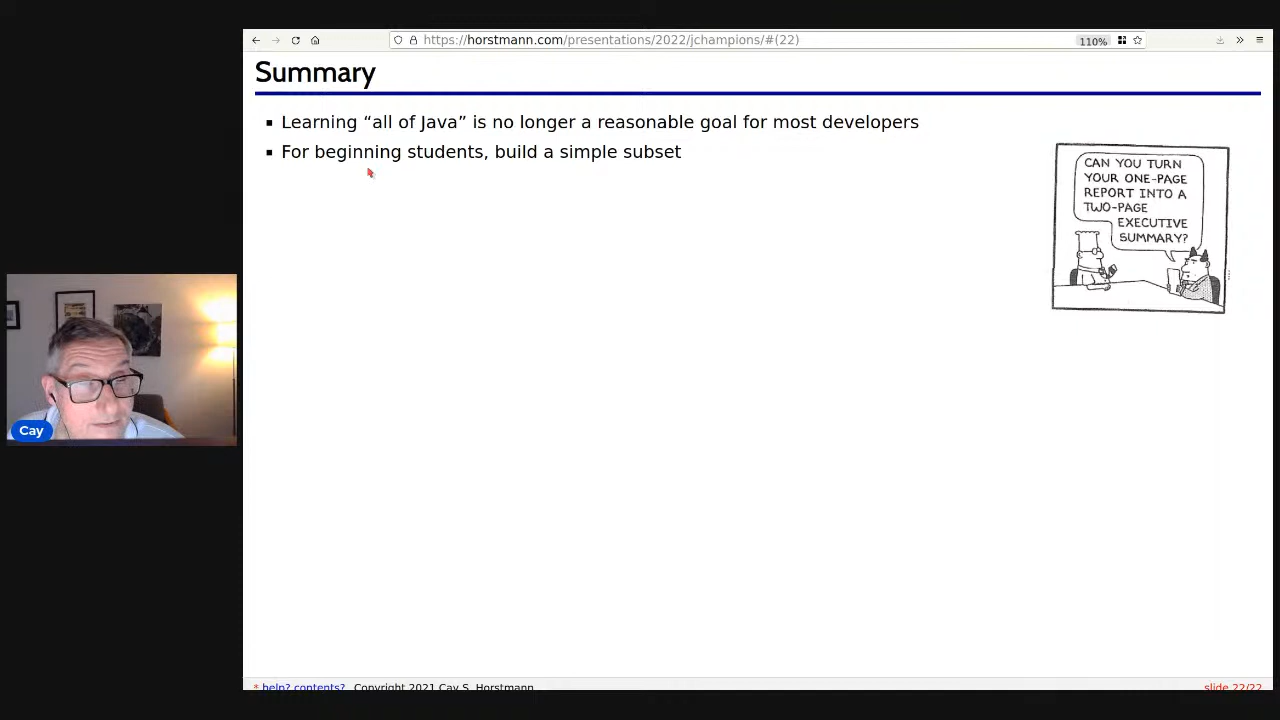 https://horstmann.com/presentations/2022/jchampions/#(22)
110%
Summary
Learning “all of Java” is no longer a reasonable goal for most developers
For beginning students, build a simple subset
CAN YOU TURN
YOUR ONE-PAGE
REPORT INTO A
TWO-PAGE
EXECUTIVE
SUMMARY?
Cay
* help? contents? Copyright 2021 Cay S. Horstmann
slide 22/22